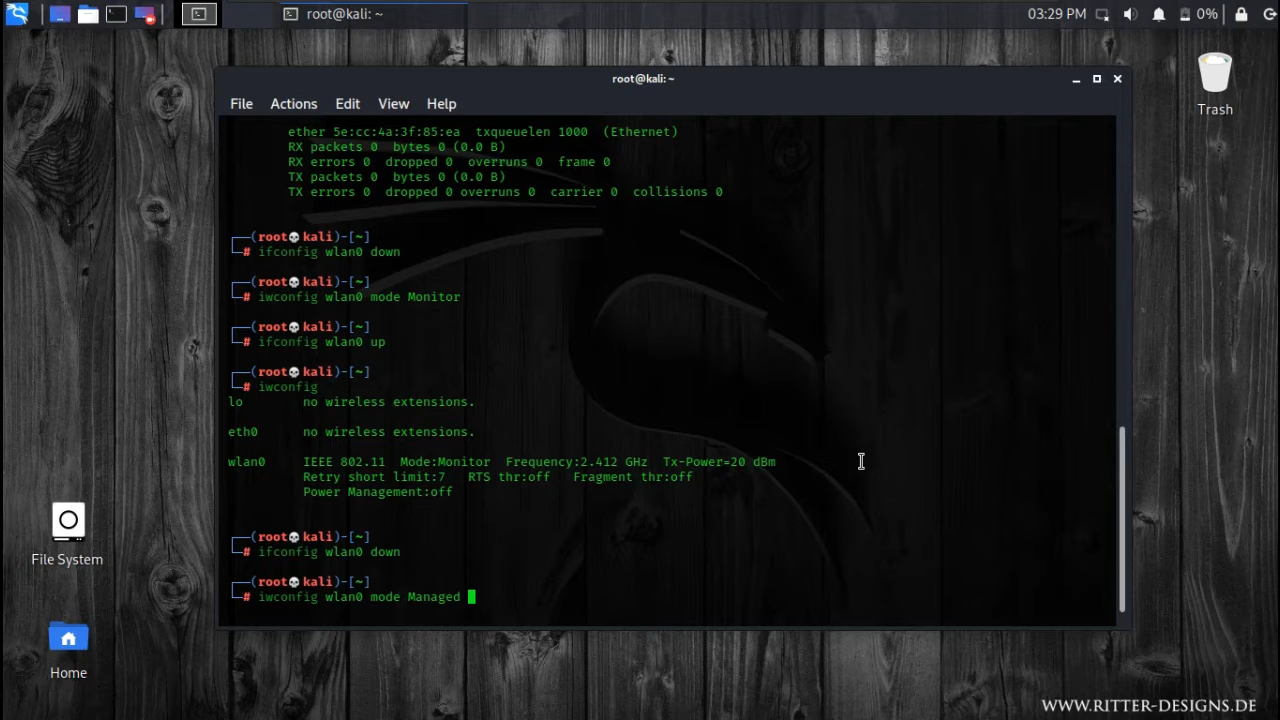 root@kali: ~
03:29 PM
0%
root@kali: ~
File Actions Edit View Help
ether 5e:cc:4a:3f:85:ea txqueuelen 1000 (Ethernet)
RX packets 0 bytes 0 (0.0 B)
RX errors 0 dropped 0 overruns 0 frame 0
TX packets 0 bytes 0 (0.0 B)
TX errors 0 dropped 0 overruns 0 carrier 0 collisions 0
┌──(root💀kali)-[~]
└─# ifconfig wlan0 down
┌──(root💀kali)-[~]
└─# iwconfig wlan0 mode Monitor
┌──(root💀kali)-[~]
└─# ifconfig wlan0 up
┌──(root💀kali)-[~]
└─# iwconfig
lo no wireless extensions.
eth0 no wireless extensions.
wlan0 IEEE 802.11 Mode:Monitor Frequency:2.412 GHz Tx-Power=20 dBm
Retry short limit:7 RTS thr:off Fragment thr:off
Power Management:off
┌──(root💀kali)-[~]
└─# ifconfig wlan0 down
┌──(root💀kali)-[~]
└─# iwconfig wlan0 mode Managed
Trash
File System
Home
WWW.RITTER-DESIGNS.DE